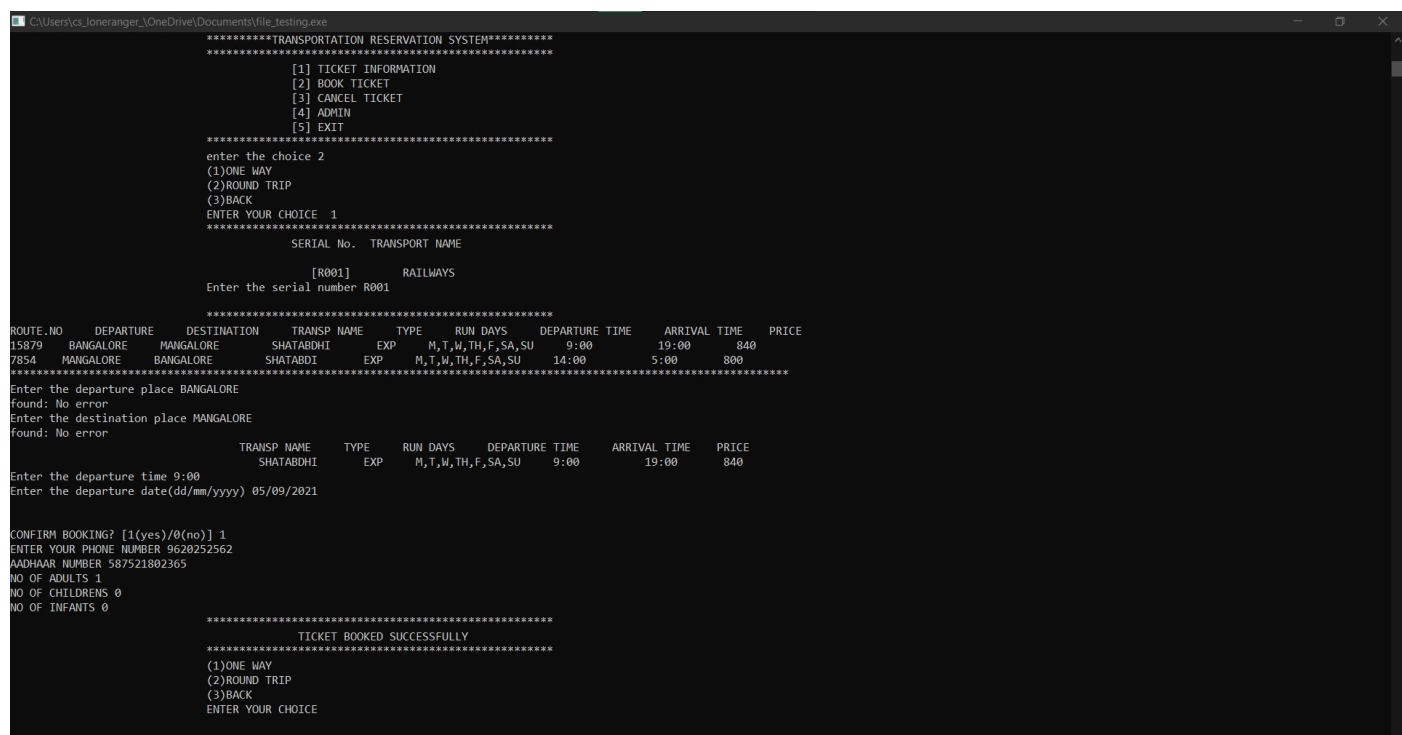 C:\Users\cs_loneranger_\OneDrive\Documents\file_testing.exe
**********TRANSPORTATION RESERVATION SYSTEM**********
*****************************************************
[1] TICKET INFORMATION
[2] BOOK TICKET
[3] CANCEL TICKET
[4] ADMIN
[5] EXIT
*****************************************************
enter the choice 2
(1)ONE WAY
(2)ROUND TRIP
(3)BACK
ENTER YOUR CHOICE 1
*****************************************************
SERIAL No. TRANSPORT NAME
[R001] RAILWAYS
Enter the serial number R001
*****************************************************
ROUTE.NO DEPARTURE DESTINATION TRANSP NAME TYPE RUN DAYS DEPARTURE TIME ARRIVAL TIME PRICE
15879 BANGALORE MANGALORE SHATABDHI EXP M,T,W,TH,F,SA,SU 9:00 19:00 840
7854 MANGALORE BANGALORE SHATABDI EXP M,T,W,TH,F,SA,SU 14:00 5:00 800
***********************************************************************************************************************
Enter the departure place BANGALORE
found: No error
Enter the destination place MANGALORE
found: No error
TRANSP NAME TYPE RUN DAYS DEPARTURE TIME ARRIVAL TIME PRICE
SHATABDHI EXP M,T,W,TH,F,SA,SU 9:00 19:00 840
Enter the departure time 9:00
Enter the departure date(dd/mm/yyyy) 05/09/2021
CONFIRM BOOKING? [1(yes)/0(no)] 1
ENTER YOUR PHONE NUMBER 9620252562
AADHAAR NUMBER 587521802365
NO OF ADULTS 1
NO OF CHILDRENS 0
NO OF INFANTS 0
*****************************************************
TICKET BOOKED SUCCESSFULLY
*****************************************************
(1)ONE WAY
(2)ROUND TRIP
(3)BACK
ENTER YOUR CHOICE